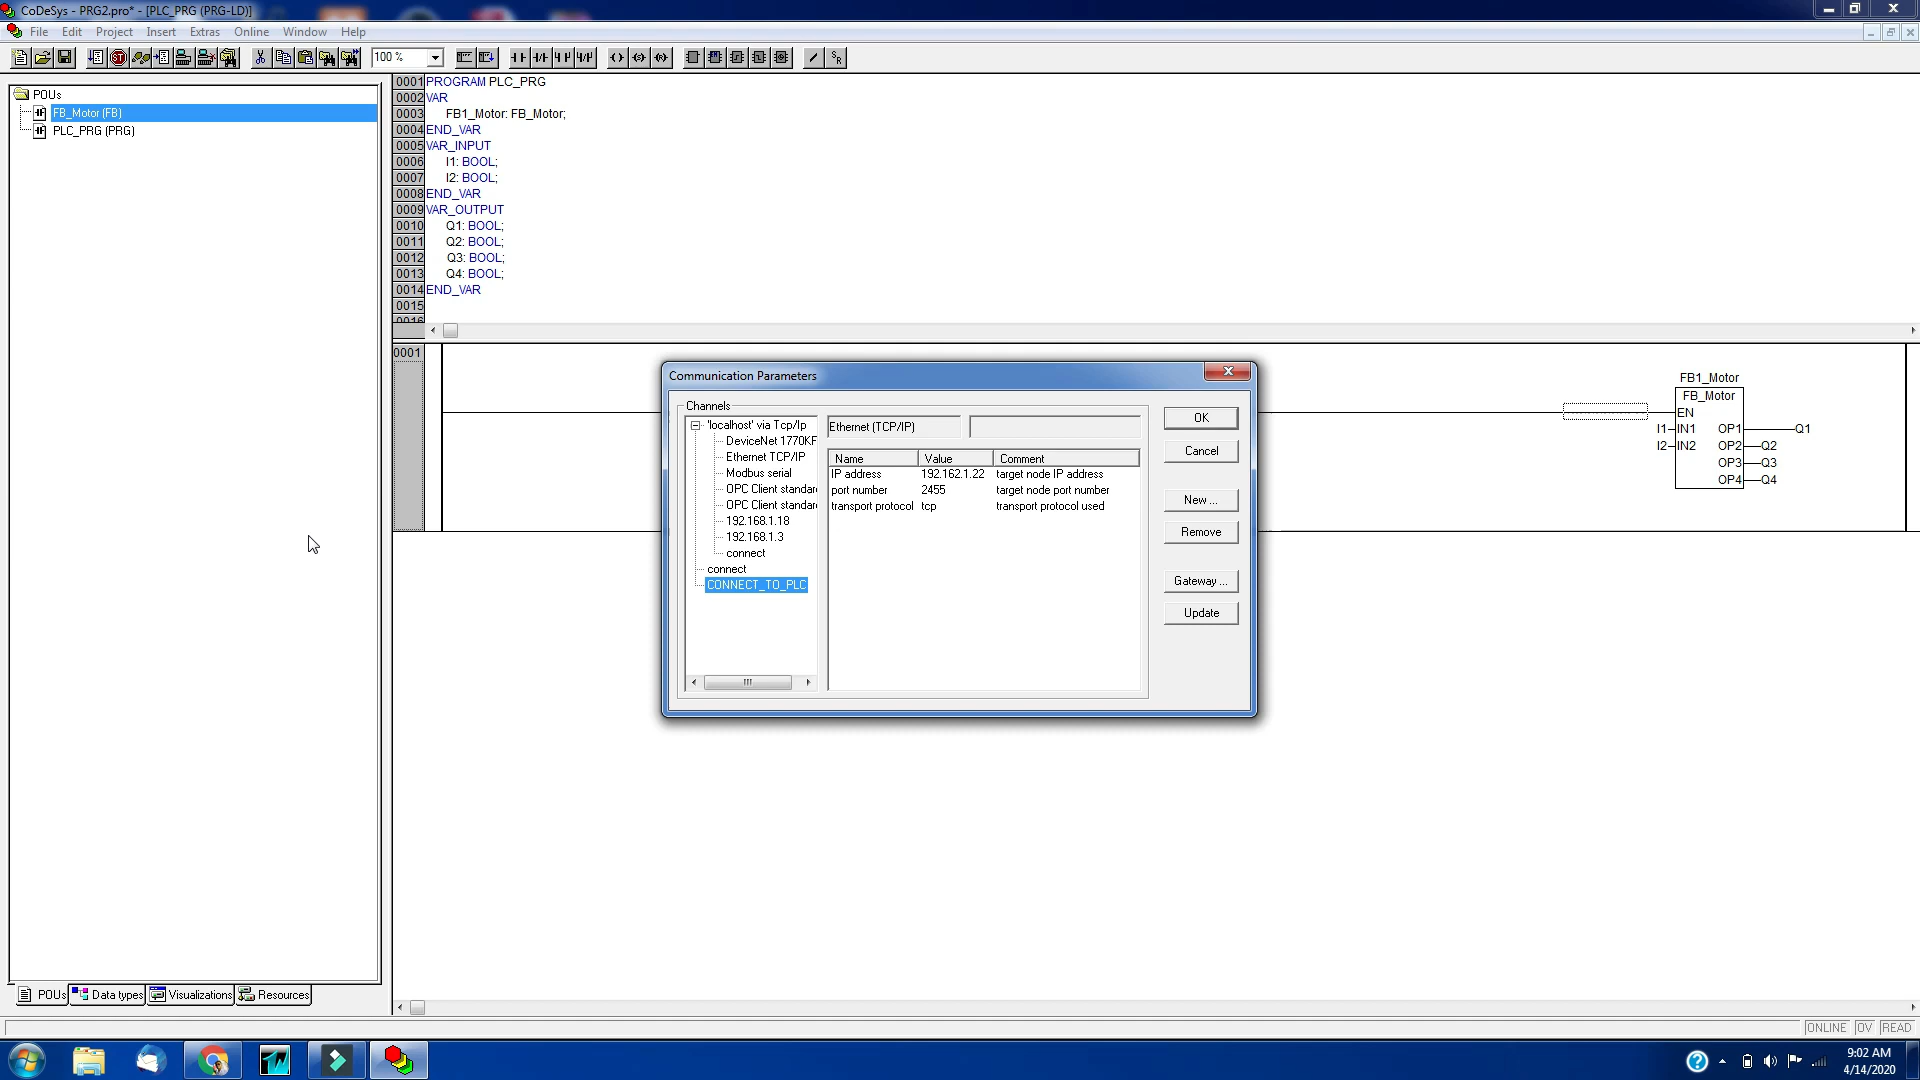 CoDeSys - PRG2.pro* - [PLC_PRG (PRG-LD)]
File Edit Project Insert Extras Online Window Help
100 %
POUs
FB_Motor (FB)
PLC_PRG (PRG)
0001 PROGRAM PLC_PRG
0002 VAR
0003 FB1_Motor: FB_Motor;
0004 END_VAR
0005 VAR_INPUT
0006 I1: BOOL;
0007 I2: BOOL;
0008 END_VAR
0009 VAR_OUTPUT
0010 Q1: BOOL;
0011 Q2: BOOL;
0012 Q3: BOOL;
0013 Q4: BOOL;
0014 END_VAR
0015
0016
0001
FB1_Motor
FB_Motor
EN
I1 IN1 OP1 Q1
I2 IN2 OP2 Q2
OP3 Q3
OP4 Q4
Communication Parameters
Channels
'localhost' via Tcp/Ip
DeviceNet 1770KF
Ethernet TCP/IP
Modbus serial
OPC Client standar
OPC Client standar
192.168.1.18
192.168.1.3
connect
connect
CONNECT_TO_PLC
Ethernet (TCP/IP)
Name Value Comment
IP address 192.162.1.22 target node IP address
port number 2455 target node port number
transport protocol tcp transport protocol used
OK
Cancel
New ...
Remove
Gateway ...
Update
POUs Data types Visualizations Resources
ONLINE OV READ
9:02 AM
4/14/2020